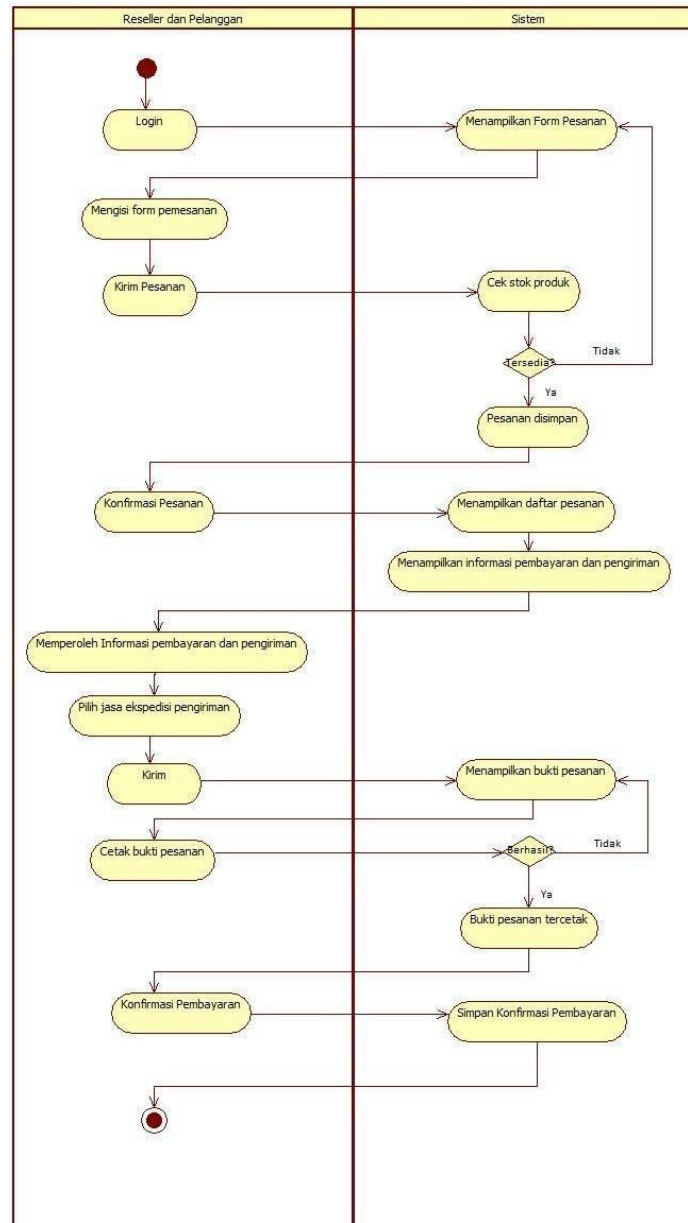 Reseller dan Pelanggan
Sistem
Login
Menampilkan Form Pesanan
Mengisi form pemesanan
Kirim Pesanan
Cek stok produk
Tersedia?
Tidak
Ya
Pesanan disimpan
Konfirmasi Pesanan
Menampilkan daftar pesanan
Menampilkan informasi pembayaran dan pengiriman
Memperoleh Informasi pembayaran dan pengiriman
Pilih jasa ekspedisi pengiriman
Kirim
Menampilkan bukti pesanan
Cetak bukti pesanan
Berhasil?
Tidak
Ya
Bukti pesanan tercetak
Konfirmasi Pembayaran
Simpan Konfirmasi Pembayaran